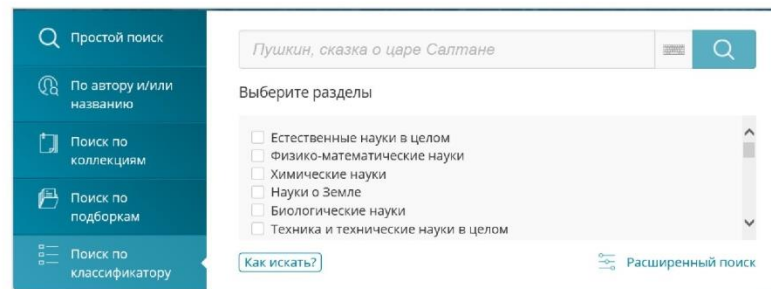 Простой поиск
По автору и/или
названию
Поиск по
коллекциям
Поиск по
подборкам
Поиск по
классификатору
Пушкин, сказка о царе Салтане
Выберите разделы
Естественные науки в целом
Физико-математические науки
Химические науки
Науки о Земле
Биологические науки
Техника и технические науки в целом
Как искать?
Расширенный поиск